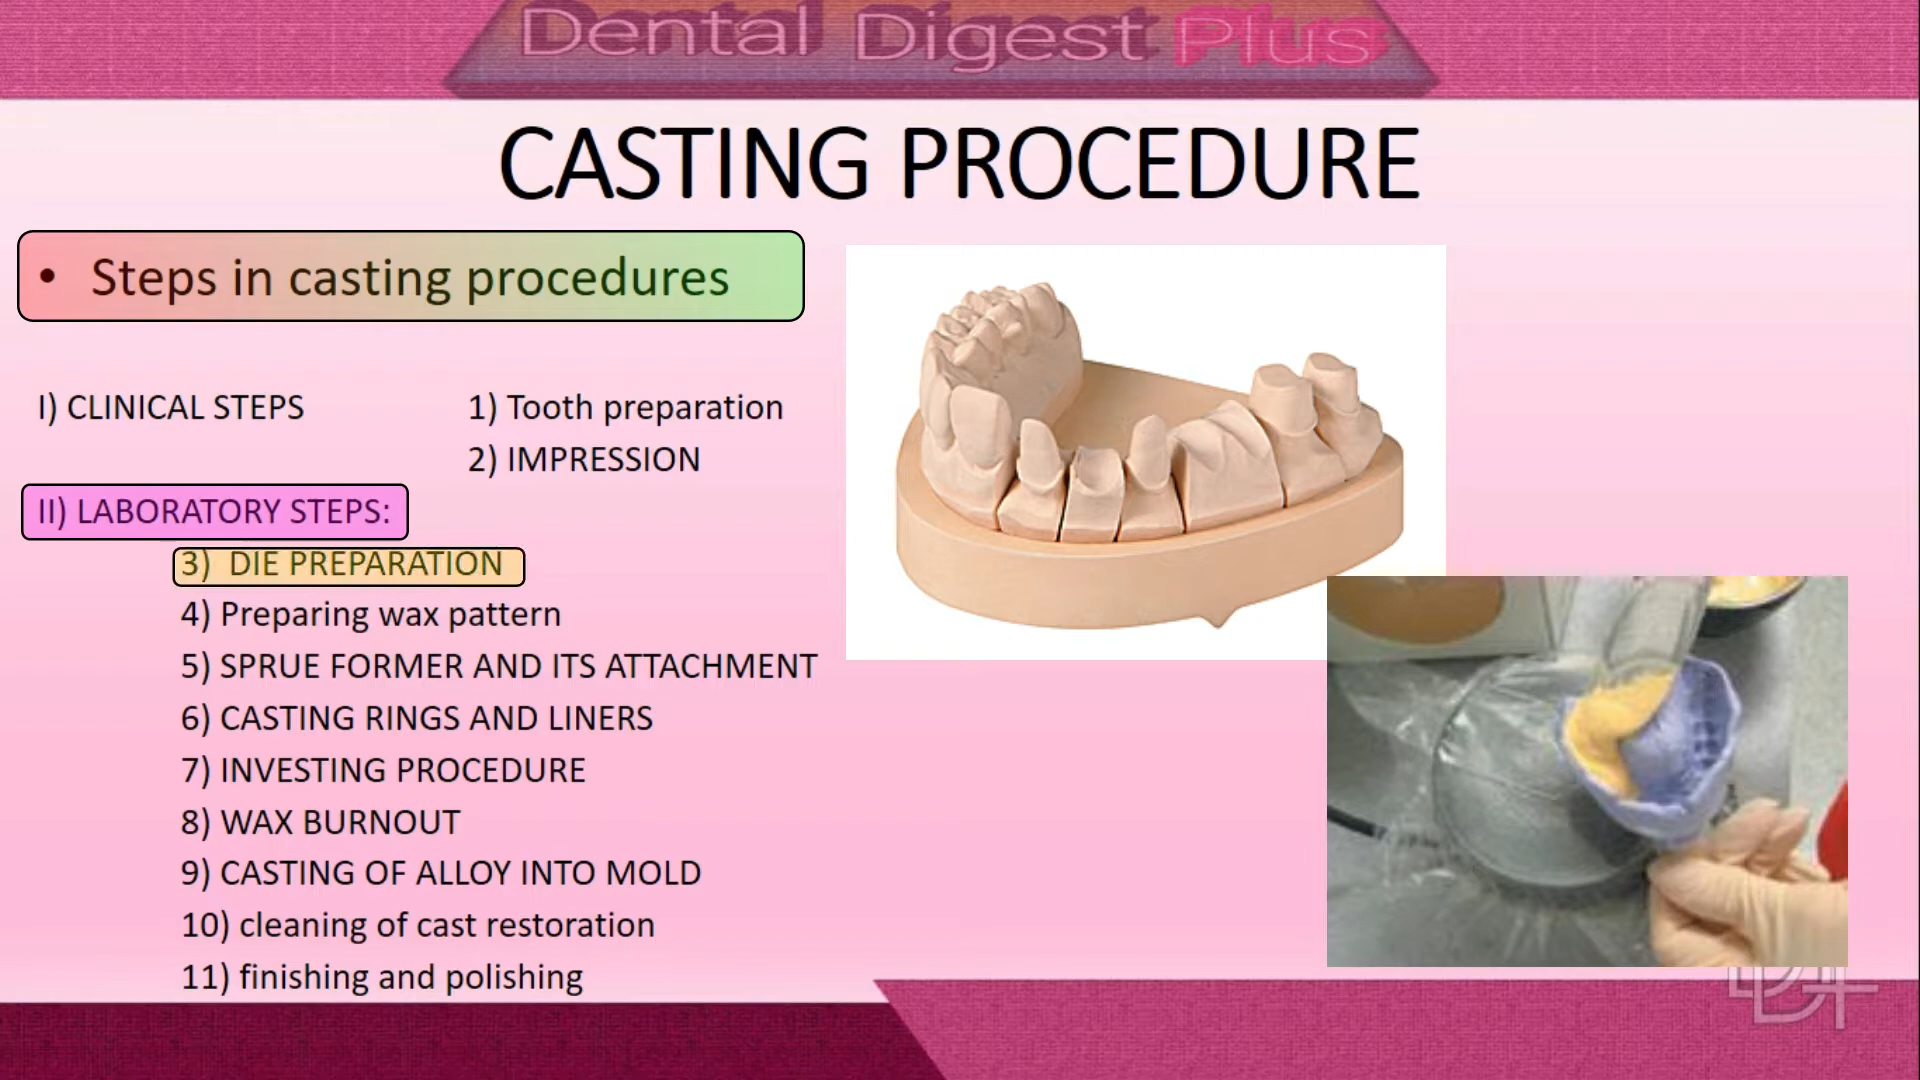 Dental Digest Plus
CASTING PROCEDURE
• Steps in casting procedures
I) CLINICAL STEPS 1) Tooth preparation
2) IMPRESSION
II) LABORATORY STEPS:
3) DIE PREPARATION
4) Preparing wax pattern
5) SPRUE FORMER AND ITS ATTACHMENT
6) CASTING RINGS AND LINERS
7) INVESTING PROCEDURE
8) WAX BURNOUT
9) CASTING OF ALLOY INTO MOLD
10) cleaning of cast restoration
11) finishing and polishing